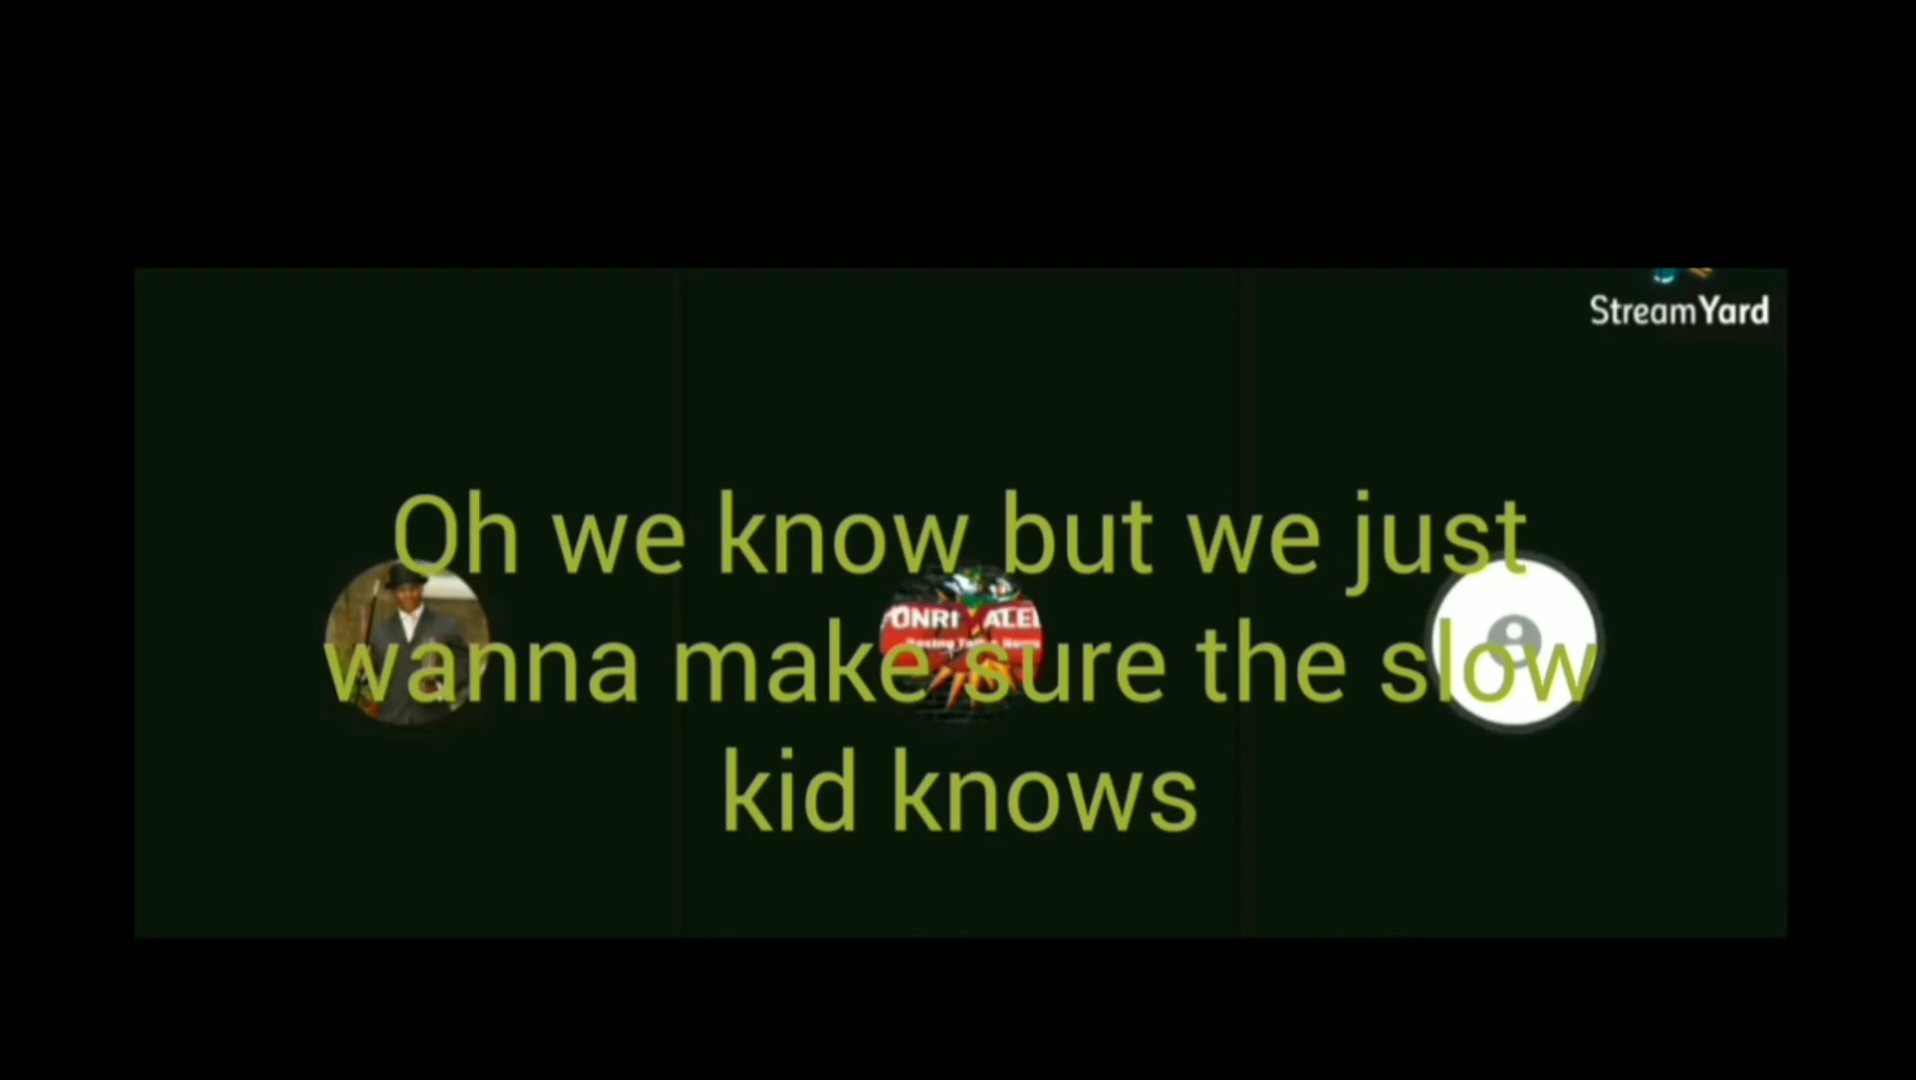 StreamYard
Oh we know but we just
wanna make sure the slow
kid knows